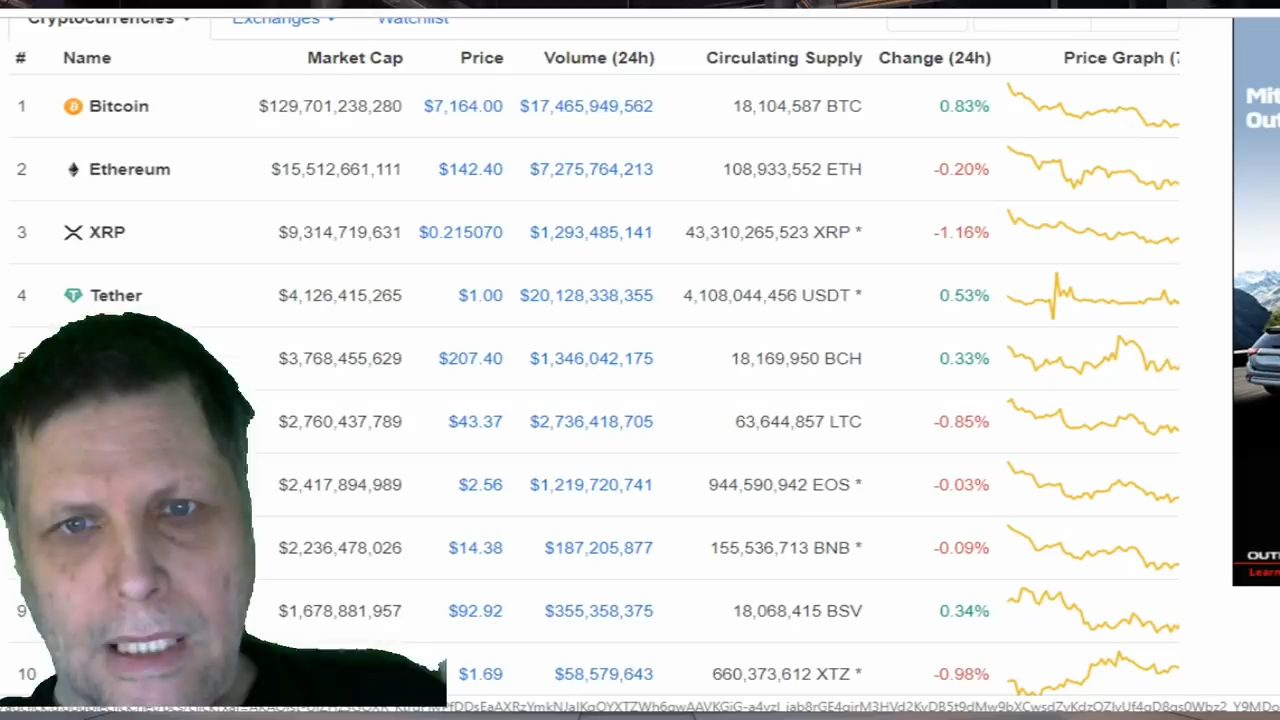 Cryptocurrencies Exchanges Watchlist
# Name Market Cap Price Volume (24h) Circulating Supply Change (24h) Price Graph (7
1 Bitcoin $129,701,238,280 $7,164.00 $17,465,949,562 18,104,587 BTC 0.83%
2 Ethereum $15,512,661,111 $142.40 $7,275,764,213 108,933,552 ETH -0.20%
3 XRP $9,314,719,631 $0.215070 $1,293,485,141 43,310,265,523 XRP * -1.16%
4 Tether $4,126,415,265 $1.00 $20,128,338,355 4,108,044,456 USDT * 0.53%
$3,768,455,629 $207.40 $1,346,042,175 18,169,950 BCH 0.33%
$2,760,437,789 $43.37 $2,736,418,705 63,644,857 LTC -0.85%
$2,417,894,989 $2.56 $1,219,720,741 944,590,942 EOS * -0.03%
$2,236,478,026 $14.38 $187,205,877 155,536,713 BNB * -0.09%
9 $1,678,881,957 $92.92 $355,358,375 18,068,415 BSV 0.34%
10 $1.69 $58,579,643 660,373,612 XTZ * -0.98%
Mit
Out
OUT
Learn